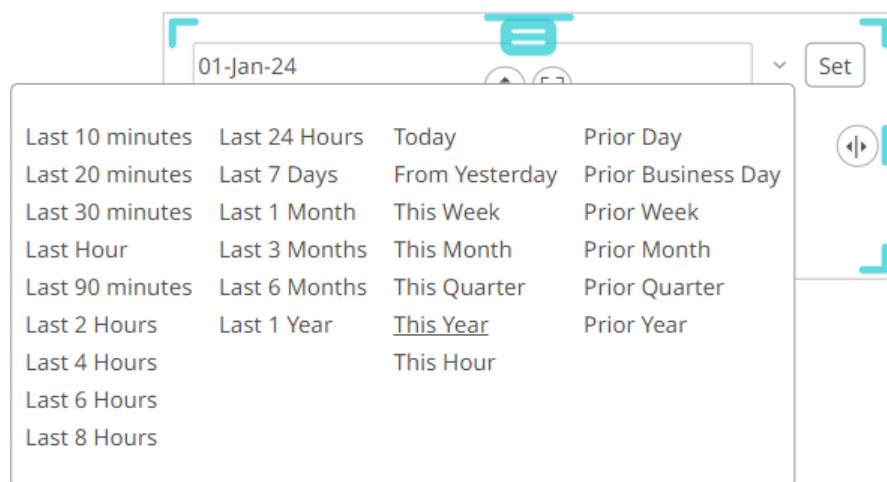 01-Jan-24
Set
Last 10 minutes Last 24 Hours Today Prior Day
Last 20 minutes Last 7 Days From Yesterday Prior Business Day
Last 30 minutes Last 1 Month This Week Prior Week
Last Hour Last 3 Months This Month Prior Month
Last 90 minutes Last 6 Months This Quarter Prior Quarter
Last 2 Hours Last 1 Year This Year Prior Year
Last 4 Hours This Hour
Last 6 Hours
Last 8 Hours